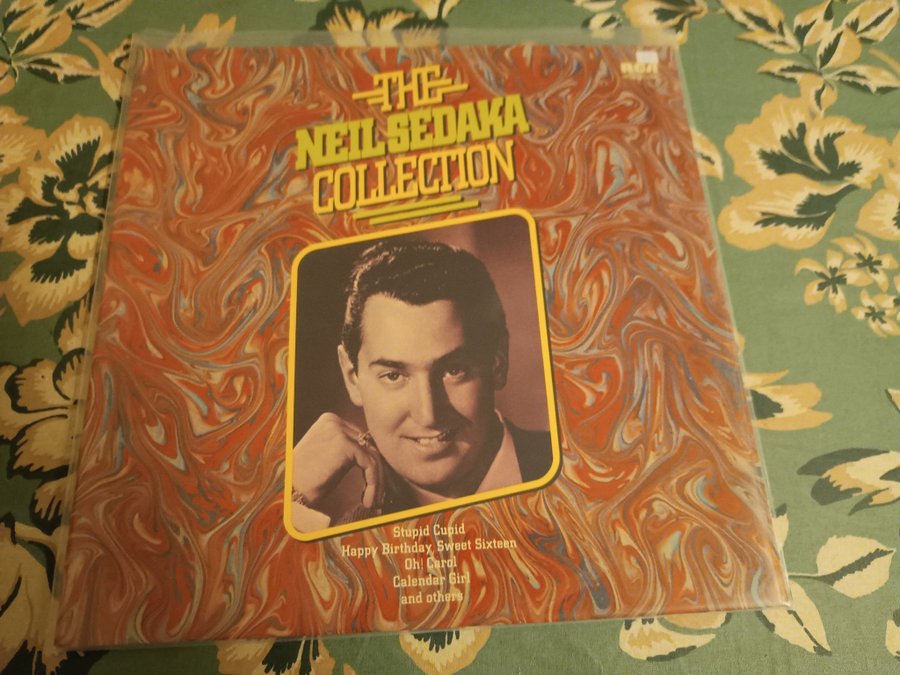 RCA
THE
NEIL SEDAKA
COLLECTION
Stupid Cupid
Happy Birthday, Sweet Sixteen
Oh! Carol
Calendar Girl
and others